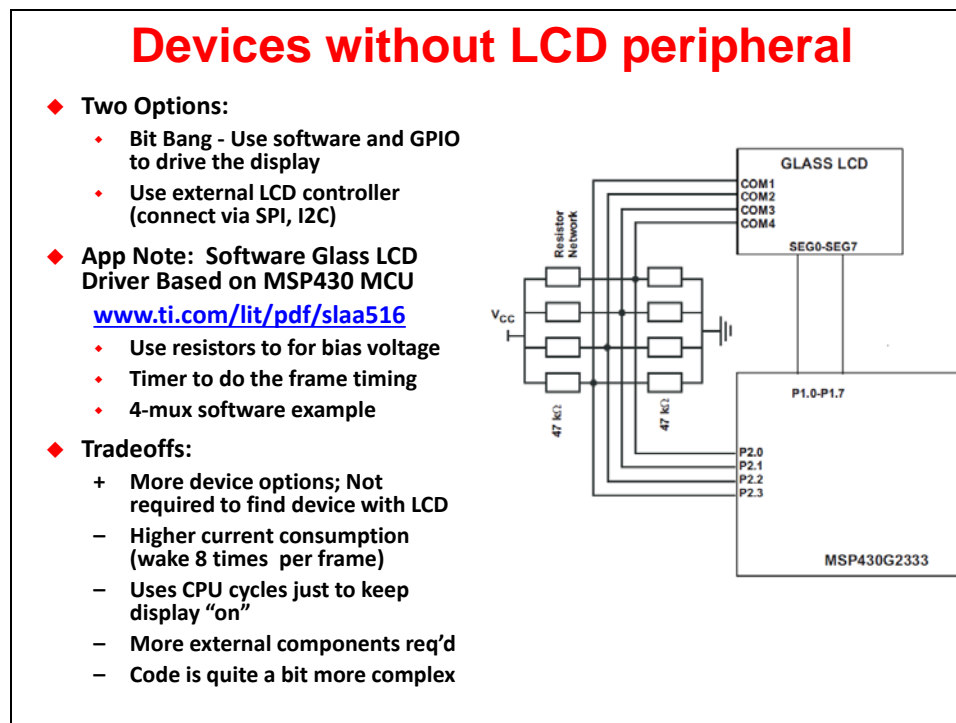 Devices without LCD peripheral
Two Options:
Bit Bang - Use software and GPIO
to drive the display
Use external LCD controller
(connect via SPI, I2C)
App Note: Software Glass LCD
Driver Based on MSP430 MCU
www.ti.com/lit/pdf/slaa516
Use resistors to for bias voltage
Timer to do the frame timing
4-mux software example
Tradeoffs:
+ More device options; Not
required to find device with LCD
– Higher current consumption
(wake 8 times per frame)
– Uses CPU cycles just to keep
display “on”
– More external components req’d
– Code is quite a bit more complex
GLASS LCD
COM1
COM2
COM3
COM4
SEG0-SEG7
Resistor
Network
VCC
47 kΩ
47 kΩ
P1.0-P1.7
P2.0
P2.1
P2.2
P2.3
MSP430G2333